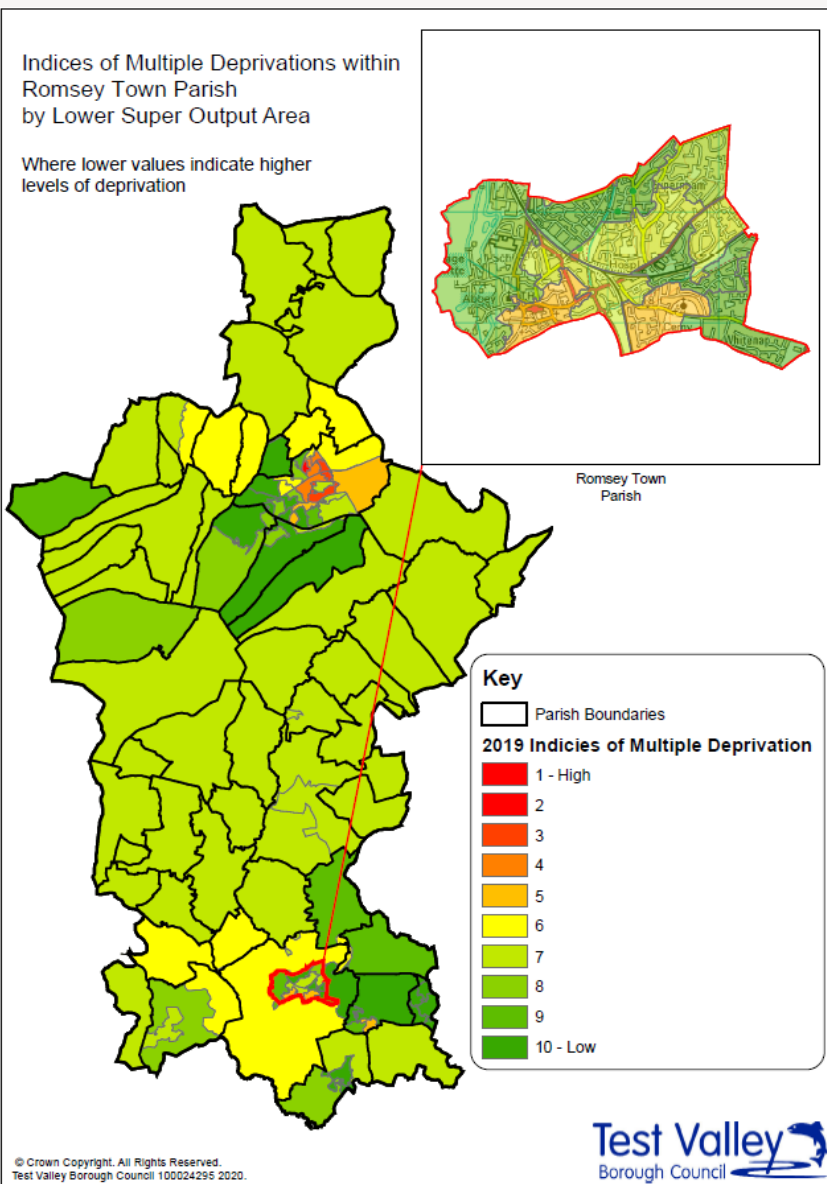 Indices of Multiple Deprivations within
Romsey Town Parish
by Lower Super Output Area
Where lower values indicate higher
levels of deprivation
Abbey
Whitenap
Romsey Town
Parish
Key
Parish Boundaries
2019 Indicies of Multiple Deprivation
1 - High
2
3
4
5
6
7
8
9
10 - Low
Test Valley
Borough Council
© Crown Copyright. All Rights Reserved.
Test Valley Borough Council 100024295 2020.